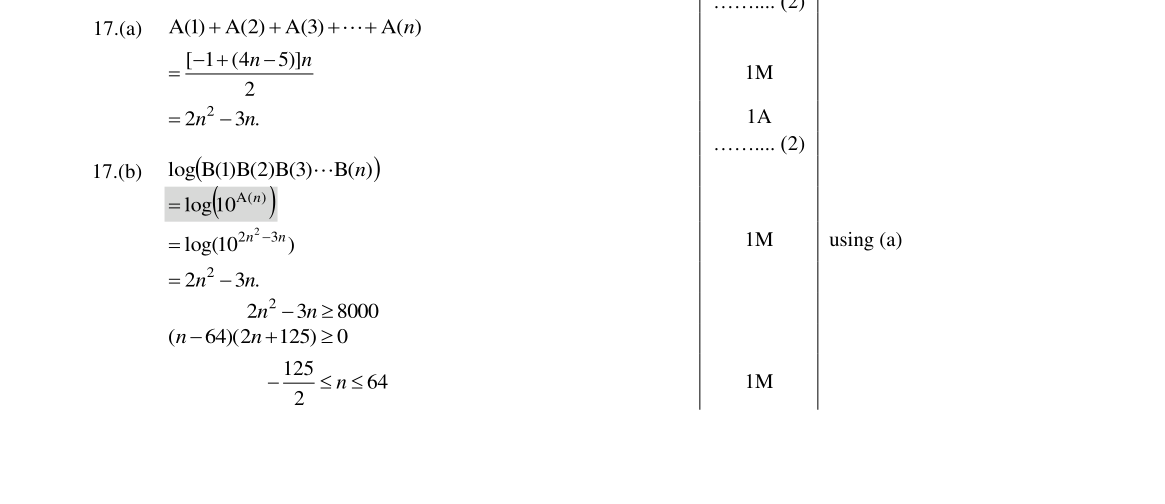 .......... (2)
17.(a) A(1) + A(2) + A(3) + ⋯ + A(n)
= [−1 + (4n − 5)]n / 2 1M
= 2n² − 3n. 1A
.......... (2)
17.(b) log(B(1)B(2)B(3)⋯B(n))
= log(10^{A(n)})
= log(10^{2n²−3n}) 1M using (a)
= 2n² − 3n.
2n² − 3n ≥ 8000
(n − 64)(2n + 125) ≥ 0
−125/2 ≤ n ≤ 64 1M